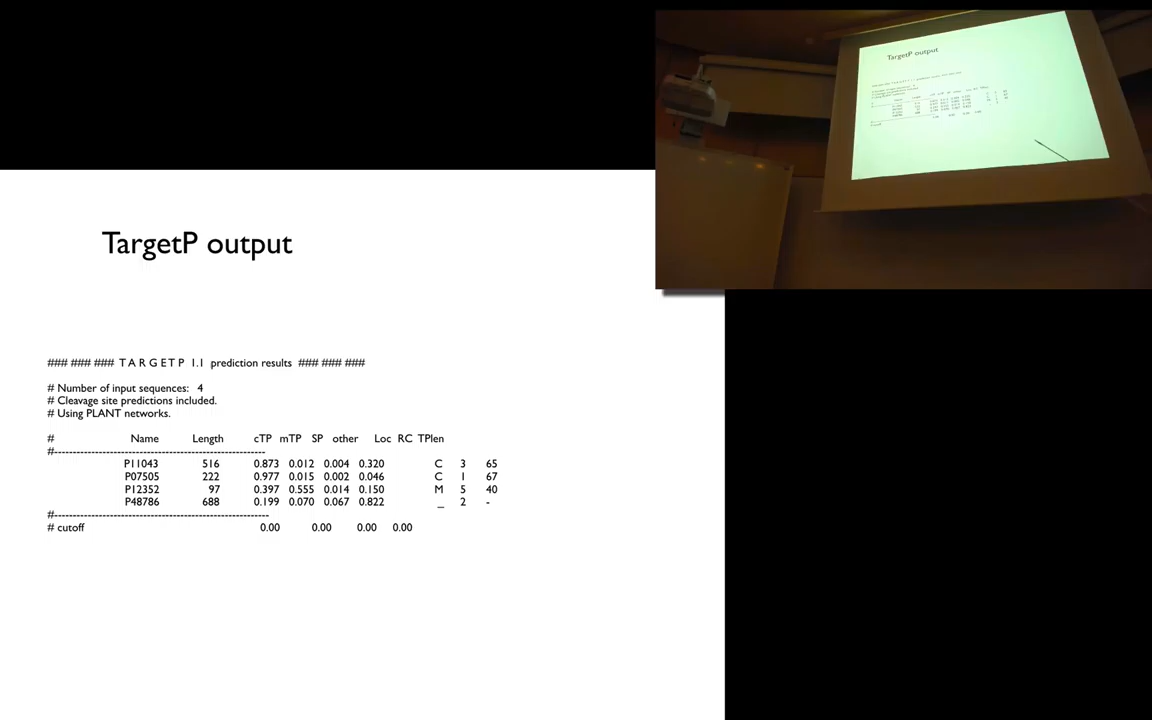 TargetP output
### ### ### T A R G E T P 1.1 prediction results ### ### ###
# Number of input sequences: 4
# Cleavage site predictions included.
# Using PLANT networks.
# Name Length cTP mTP SP other Loc RC TPlen
#----------------------------------------------------------
P11043 516 0.873 0.012 0.004 0.320 C 3 65
P07505 222 0.977 0.015 0.002 0.046 C 1 67
P12352 97 0.397 0.555 0.014 0.150 M 5 40
P48786 688 0.199 0.070 0.067 0.822 _ 2 -
#-----------------------------------------------------------
# cutoff 0.00 0.00 0.00 0.00
TargetP output